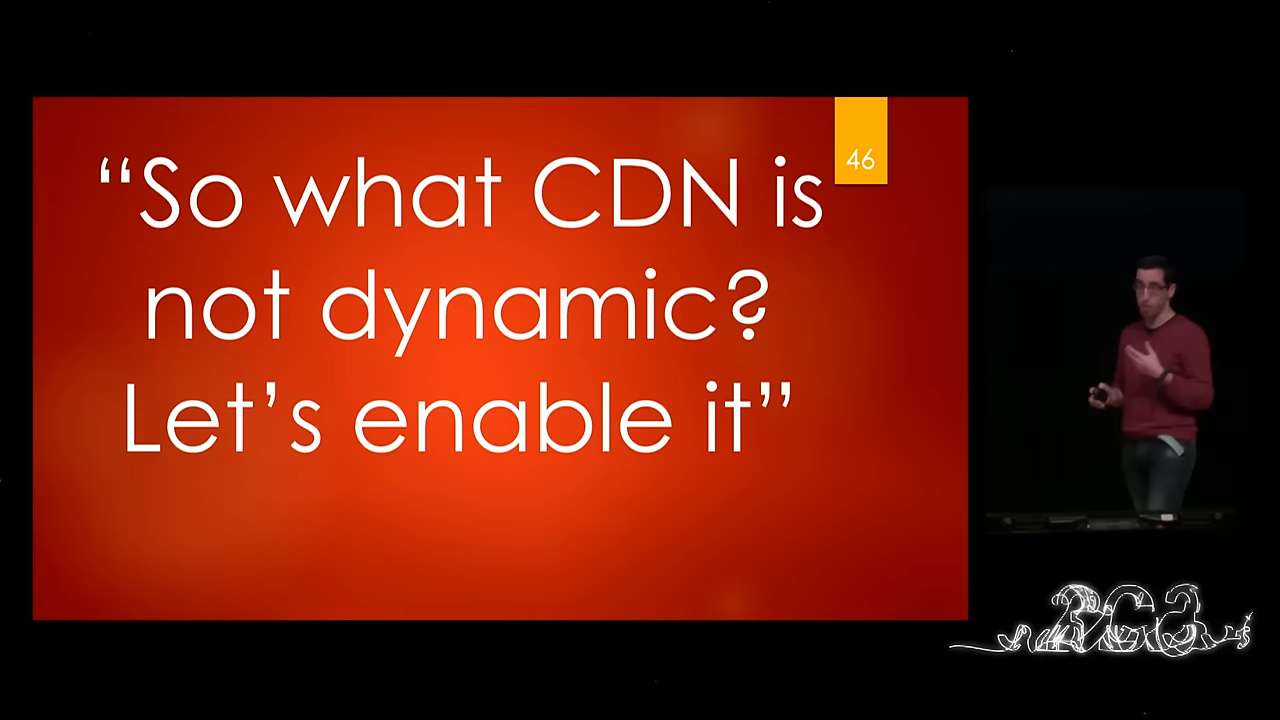 “So what CDN is
not dynamic?
Let’s enable it”
46